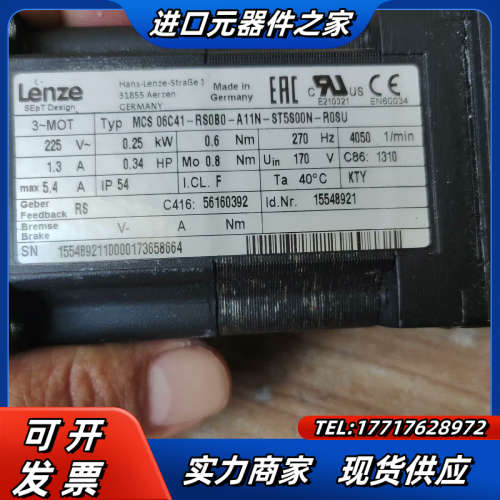 进口元器件之家
Lenze
SEpT Design
Hans-Lenze-Straße 1
31855 Aerzen
GERMANY
Made in
Germany
EAC
c UR US
E210321
CE
EN60034
3~MOT Typ MCS 06C41-RS0B0-A11N-ST5S00N-R0SU
225 V~ 0.25 kW 0.6 Nm 270 Hz 4050 1/min
1.3 A 0.34 HP Mo 0.8 Nm Uin 170 V C86: 1310
max 5.4 A IP 54 I.CL. F Ta 40°C KTY
Geber
Feedback RS C416: 56160392 Id.Nr. 15548921
Bremse
Brake V- A Nm
SN 1554892110000173658664
TEL:17717628972
可开
发票
实力商家 现货供应